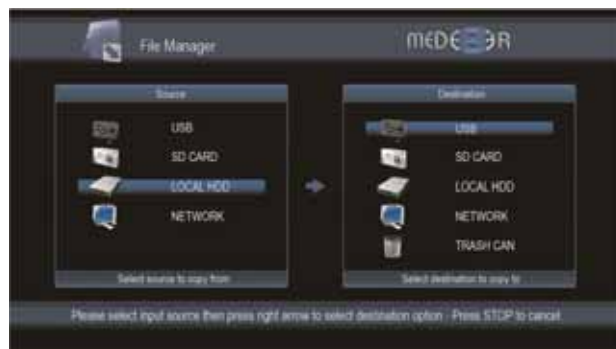 File Manager
MEDE8ER
Source
Destination
USB
SD CARD
LOCAL HDD
NETWORK
Select source to copy from
USB
SD CARD
LOCAL HDD
NETWORK
TRASH CAN
Select destination to copy to
Please select input source then press right arrow to select destination option - Press STOP to cancel.